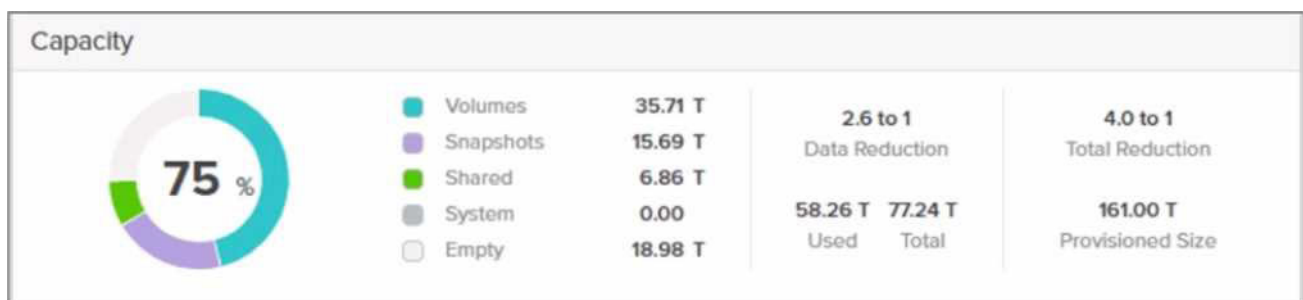 Capacity
75 %
Volumes 35.71 T
Snapshots 15.69 T
Shared 6.86 T
System 0.00
Empty 18.98 T
2.6 to 1
Data Reduction
58.26 T 77.24 T
Used Total
4.0 to 1
Total Reduction
161.00 T
Provisioned Size